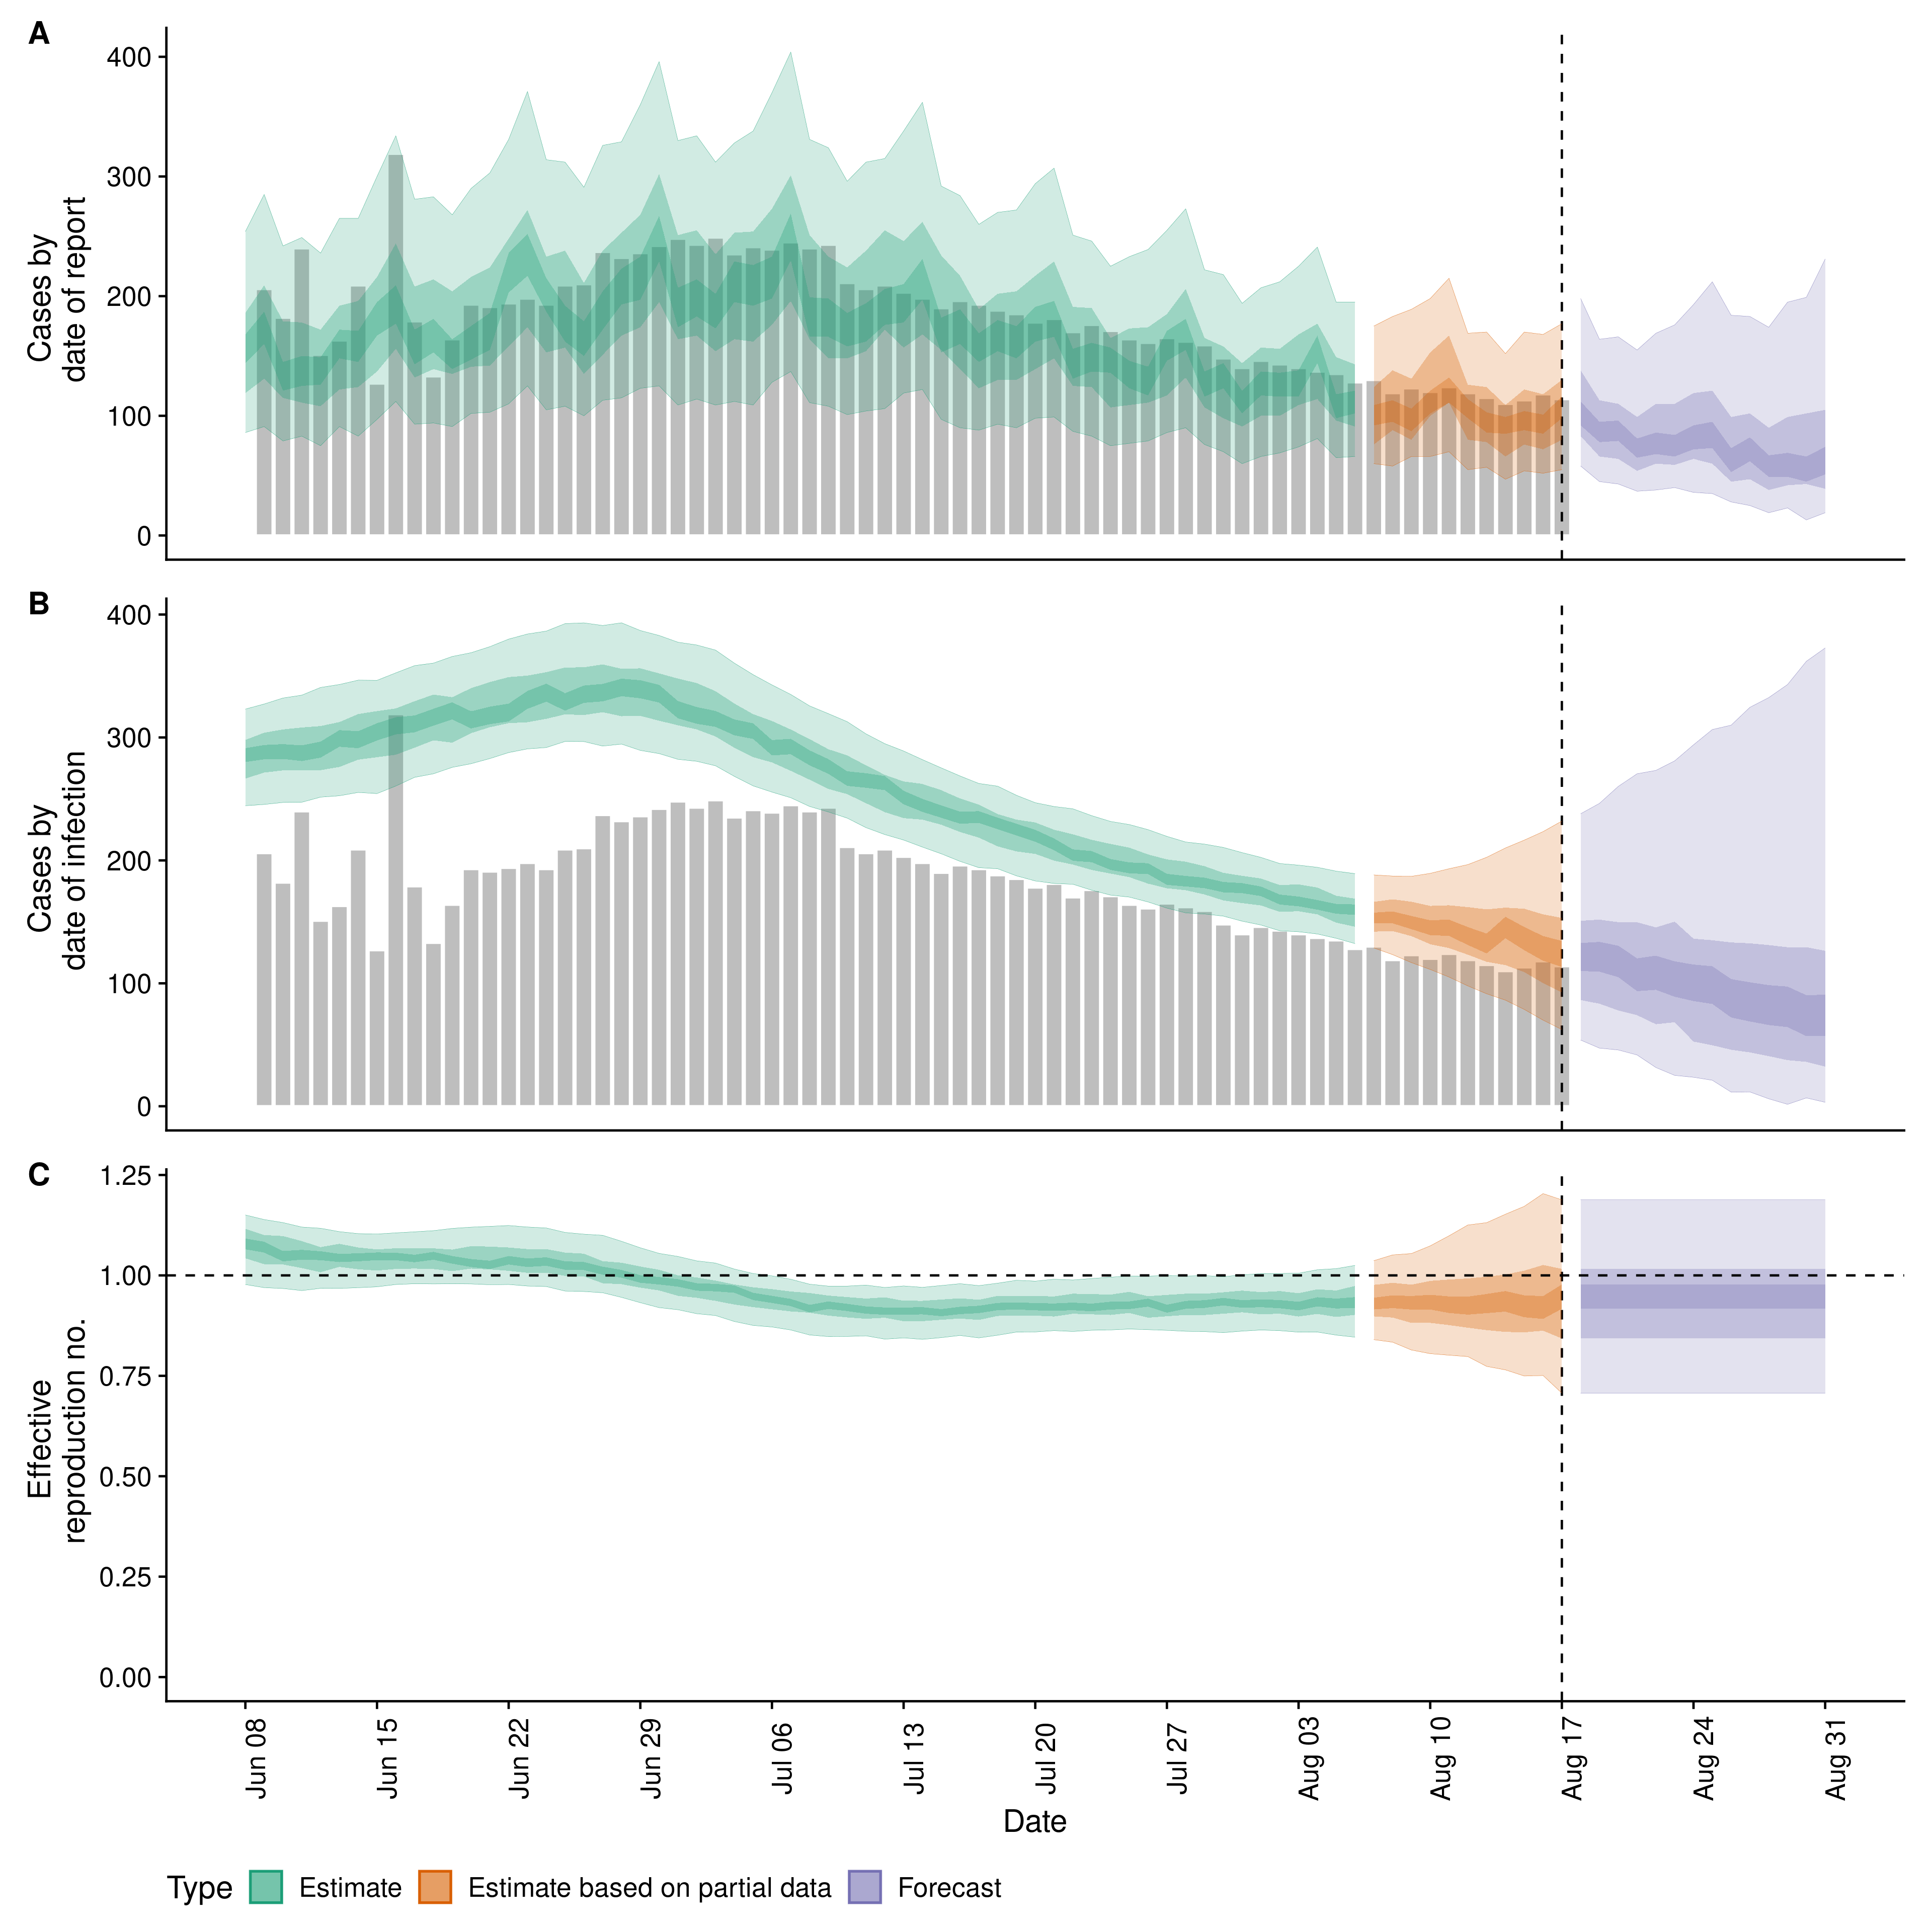 A
400
300
200
100
0
Cases by
date of report
B
400
300
200
100
0
Cases by
date of infection
C
1.25
1.00
0.75
0.50
0.25
0.00
Effective
reproduction no.
Jun 08
Jun 15
Jun 22
Jun 29
Jul 06
Jul 13
Jul 20
Jul 27
Aug 03
Aug 10
Aug 17
Aug 24
Aug 31
Date
Type Estimate Estimate based on partial data Forecast